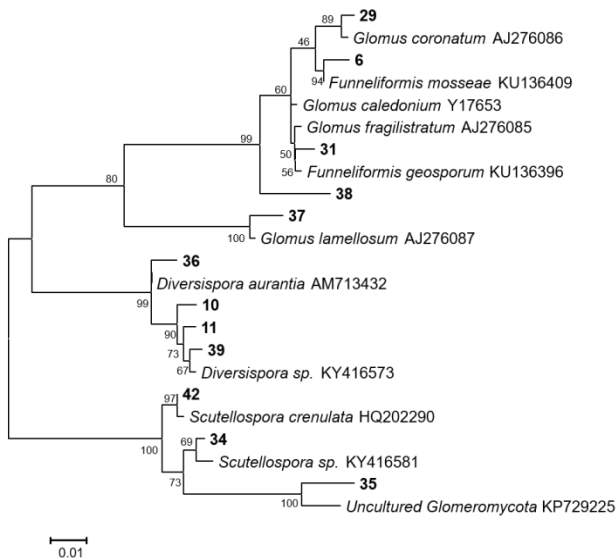 29
89
Glomus coronatum AJ276086
46
6
94
Funneliformis mosseae KU136409
60
Glomus caledonium Y17653
Glomus fragilistratum AJ276085
99
31
50
56
Funneliformis geosporum KU136396
80
38
37
100
Glomus lamellosum AJ276087
36
Diversispora aurantia AM713432
99
10
90
11
73
39
67
Diversispora sp. KY416573
42
97
Scutellospora crenulata HQ202290
100
34
69
Scutellospora sp. KY416581
73
35
100
Uncultured Glomeromycota KP729225
0.01